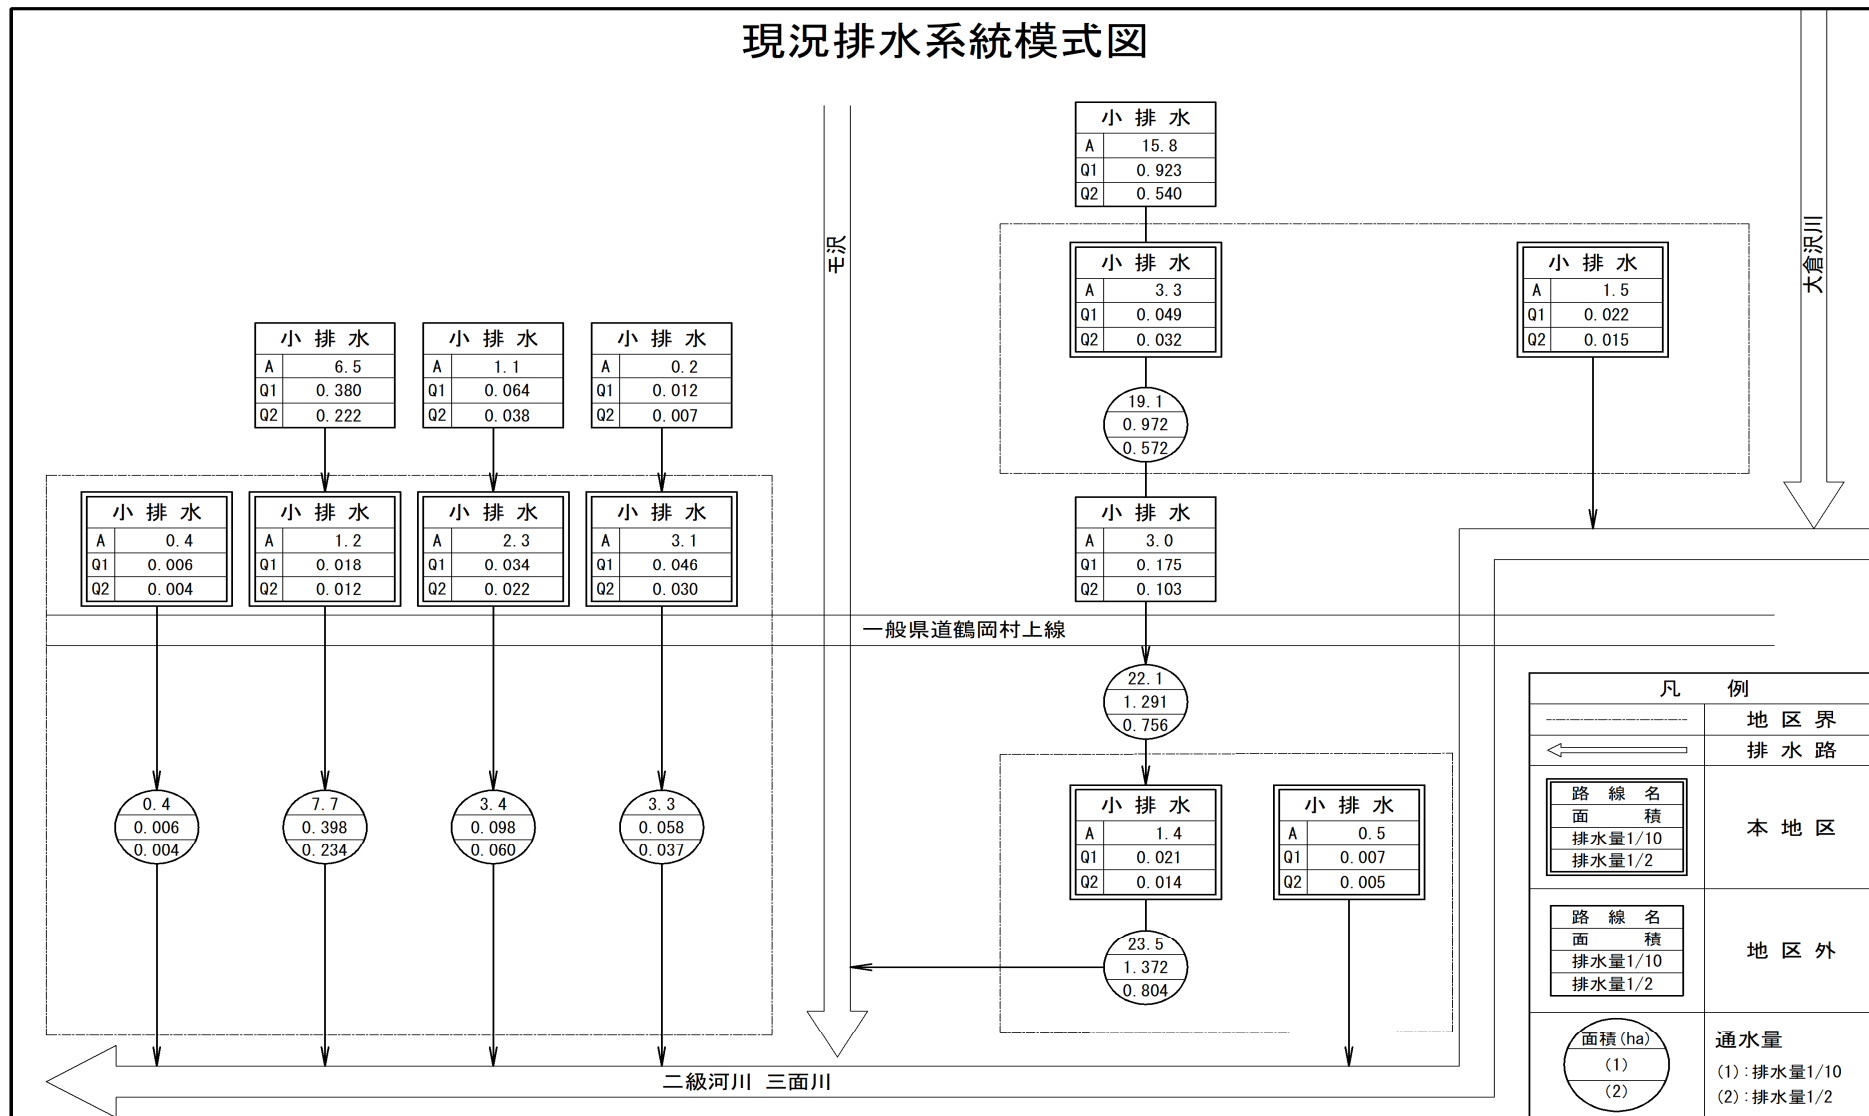 現況排水系統模式図
小排水
A 15.8
Q1 0.923
Q2 0.540
モ沢
大倉沢川
小排水
A 3.3
Q1 0.049
Q2 0.032
小排水
A 1.5
Q1 0.022
Q2 0.015
19.1
0.972
0.572
小排水
A 6.5
Q1 0.380
Q2 0.222
小排水
A 1.1
Q1 0.064
Q2 0.038
小排水
A 0.2
Q1 0.012
Q2 0.007
小排水
A 0.4
Q1 0.006
Q2 0.004
小排水
A 1.2
Q1 0.018
Q2 0.012
小排水
A 2.3
Q1 0.034
Q2 0.022
小排水
A 3.1
Q1 0.046
Q2 0.030
小排水
A 3.0
Q1 0.175
Q2 0.103
一般県道鶴岡村上線
22.1
1.291
0.756
0.4
0.006
0.004
7.7
0.398
0.234
3.4
0.098
0.060
3.3
0.058
0.037
小排水
A 1.4
Q1 0.021
Q2 0.014
小排水
A 0.5
Q1 0.007
Q2 0.005
23.5
1.372
0.804
二級河川 三面川
凡 例
地区界
排水路
路線名
面積
排水量1/10
排水量1/2
本地区
路線名
面積
排水量1/10
排水量1/2
地区外
面積(ha)
(1)
(2)
通水量
(1):排水量1/10
(2):排水量1/2